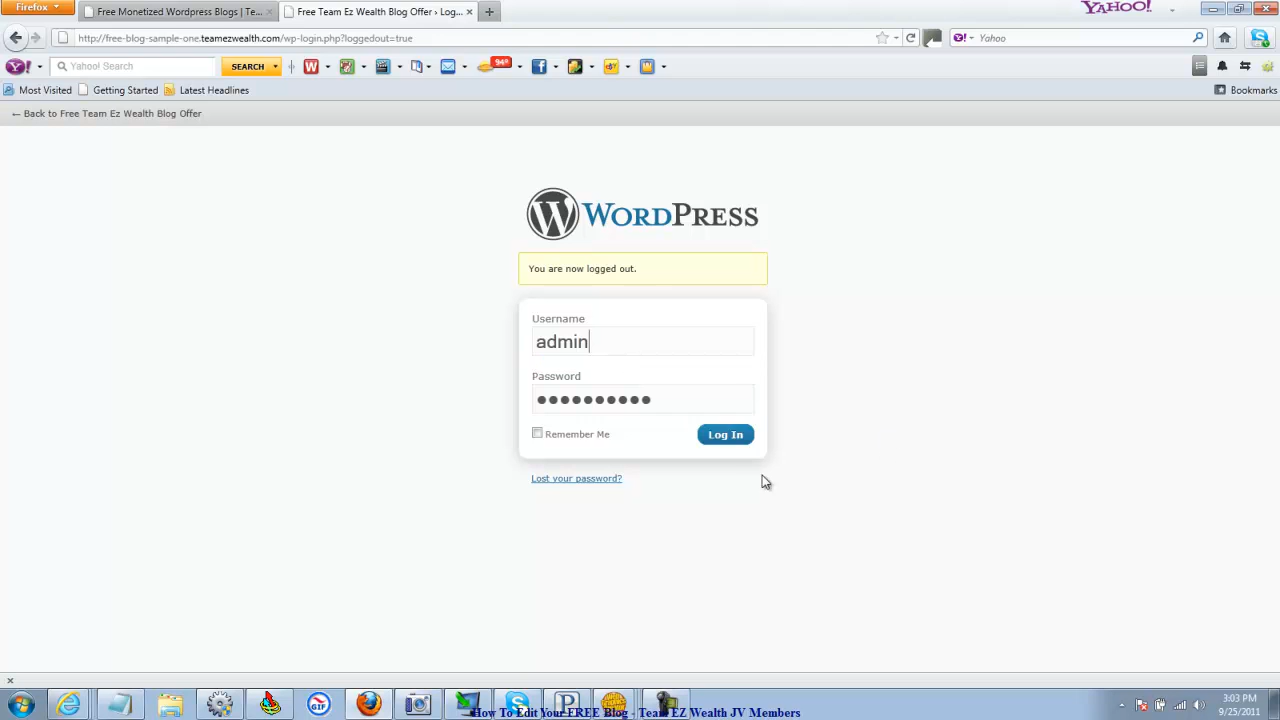 Firefox
Free Monetized Wordpress Blogs | Te...
Free Team Ez Wealth Blog Offer › Log...
YAHOO!
http://free-blog-sample-one.teamezwealth.com/wp-login.php?loggedout=true
Yahoo
Yahoo! Search
SEARCH
94°
Most Visited
Getting Started
Latest Headlines
Bookmarks
← Back to Free Team Ez Wealth Blog Offer
WORDPRESS
You are now logged out.
Username
admin
Password
Remember Me
Log In
Lost your password?
GIF
3:03 PM
9/25/2011
How To Edit Your FREE Blog - Team EZ Wealth JV Members